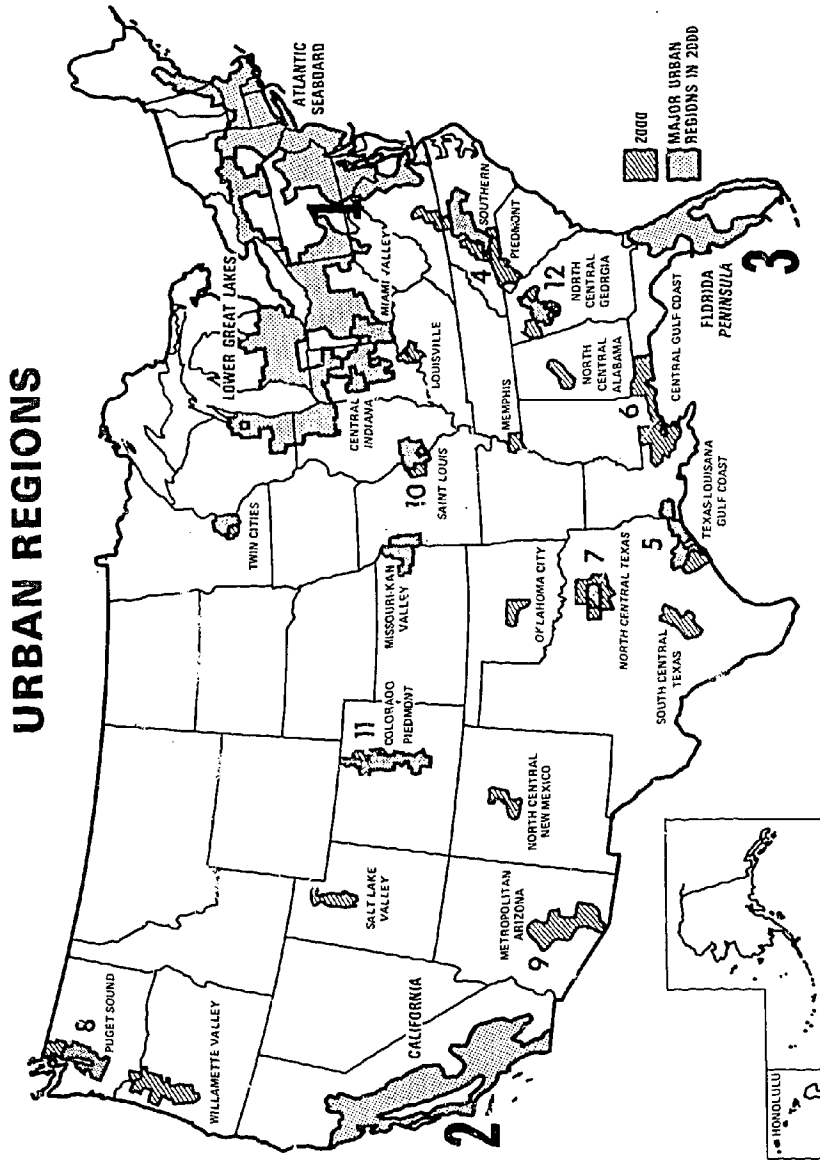 URBAN REGIONS
8
PUGET SOUND
WILLAMETTE VALLEY
2
CALIFORNIA
SALT LAKE
VALLEY
9
METROPOLITAN
ARIZONA
NORTH CENTRAL
NEW MEXICO
11
COLORADO
PIEDMONT
TWIN CITIES
MISSOURI-KAN
VALLEY
10
SAINT LOUIS
OKLAHOMA CITY
7
NORTH CENTRAL TEXAS
SOUTH CENTRAL
TEXAS
5
TEXAS-LOUISANA
GULF COAST
6
CENTRAL GULF COAST
MEMPHIS
LOUISVILLE
CENTRAL
INDIANA
LOWER GREAT LAKES
MIAMI VALLEY
1
ATLANTIC
SEABOARD
4
SOUTHERN
PIEDMONT
12
NORTH
CENTRAL
GEORGIA
NORTH
CENTRAL
ALABAMA
FLORIDA
PENINSULA
3
2000
MAJOR URBAN
REGIONS IN 2000
HONOLULU